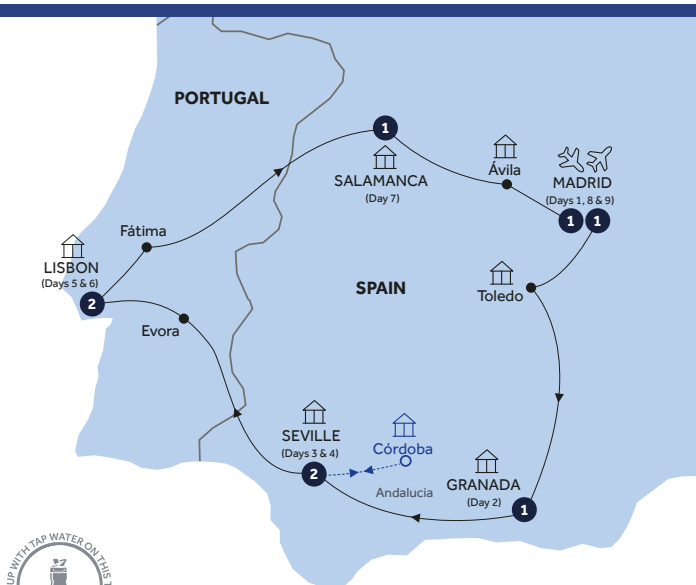 PORTUGAL
1
SALAMANCA
(Day 7)
Ávila
MADRID
(Days 1, 8 & 9)
1 1
Fátima
LISBON
(Days 5 & 6)
2
Evora
SPAIN
Toledo
SEVILLE
(Days 3 & 4)
2
Córdoba
Andalucia
GRANADA
(Day 2)
1
UP WITH TAP WATER ON THIS